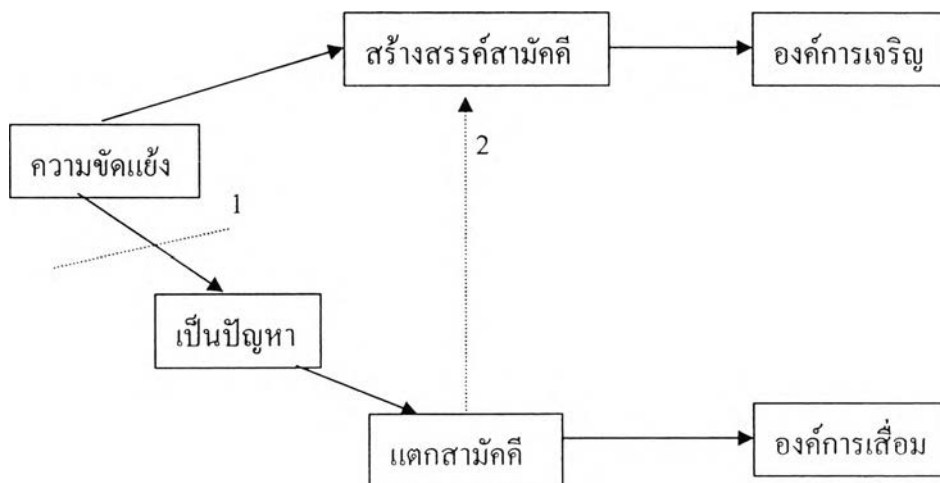 สร้างสรรค์สามัคคี
องค์การเจริญ
ความขัดแย้ง
2
1
เป็นปัญหา
แตกสามัคคี
องค์การเสื่อม